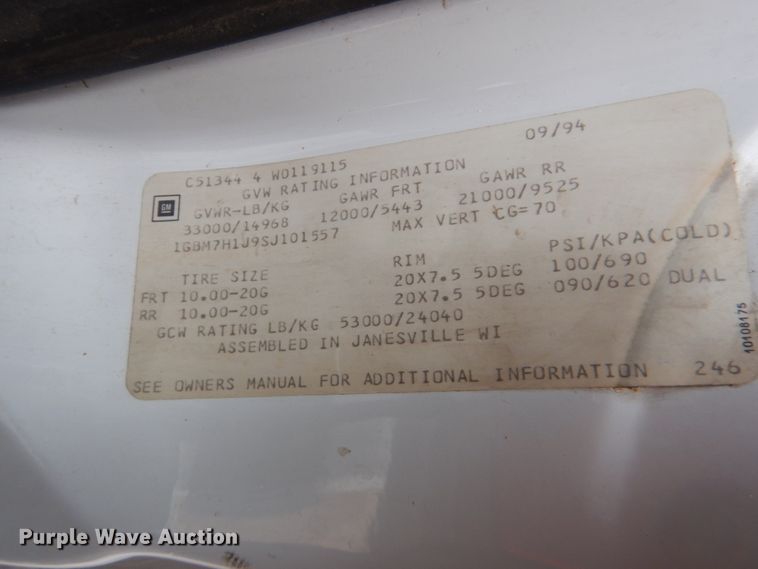 09/94
C51344 4 W0119115
GVW RATING INFORMATION
GM
GVWR-LB/KG GAWR FRT GAWR RR
33000/14968 12000/5443 21000/9525
1GBM7H1J9SJ101557 MAX VERT CG=70
TIRE SIZE RIM PSI/KPA(COLD)
FRT 10.00-20G 20X7.5 5DEG 100/690
RR 10.00-20G 20X7.5 5DEG 090/620 DUAL
GCW RATING LB/KG 53000/24040
ASSEMBLED IN JANESVILLE WI
SEE OWNERS MANUAL FOR ADDITIONAL INFORMATION 246
10108175
Purple Wave Auction